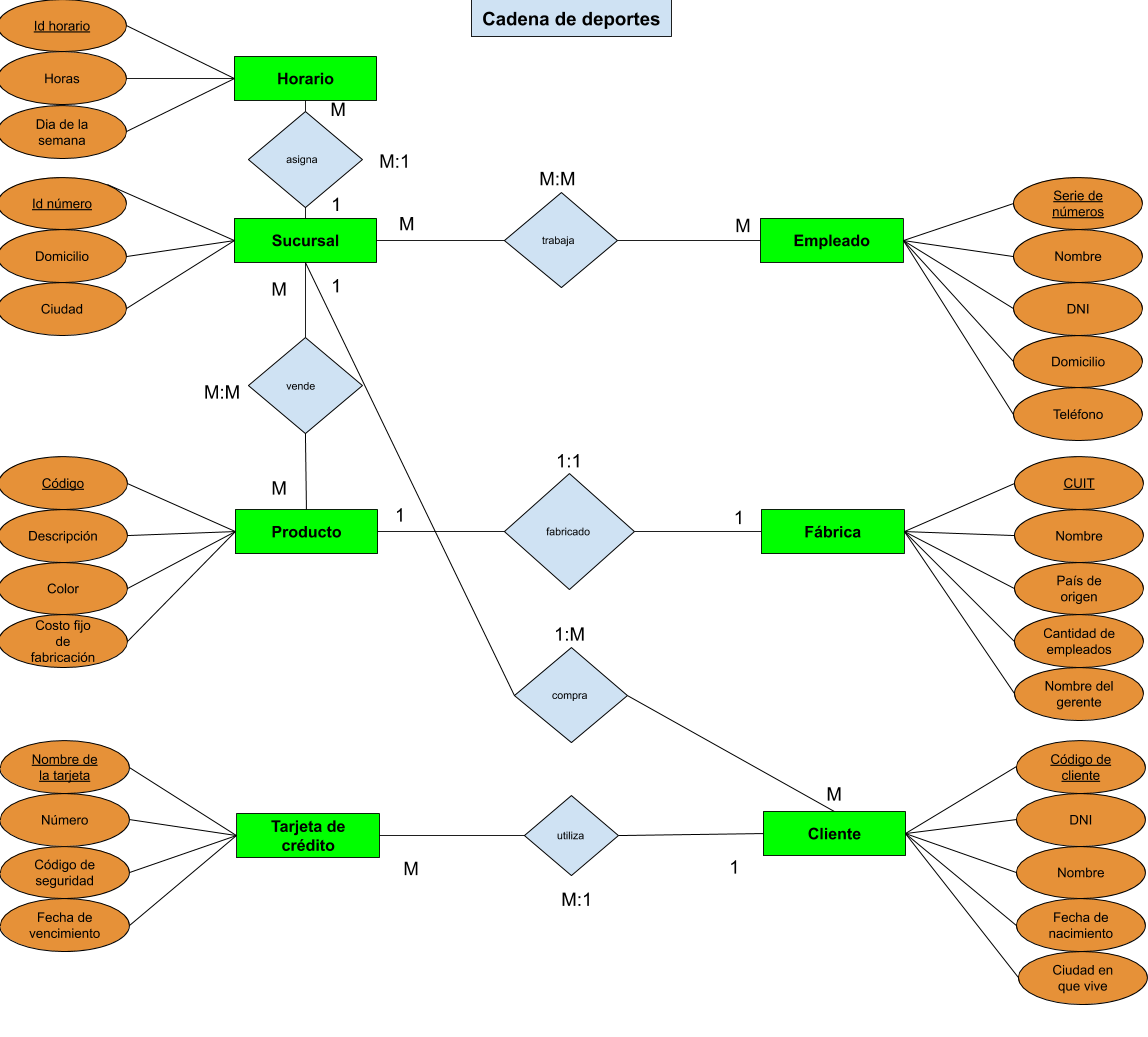 Cadena de deportes
Id horario
Horas
Dia de la
semana
Horario
M
asigna
M:1
1
Id número
Domicilio
Ciudad
Sucursal
M
M:M
trabaja
M
Empleado
Serie de
números
Nombre
DNI
Domicilio
Teléfono
M
1
vende
M:M
M
Código
Descripción
Color
Costo fijo
de
fabricación
Producto
1
1:1
fabricado
1
Fábrica
CUIT
Nombre
País de
origen
Cantidad de
empleados
Nombre del
gerente
1:M
compra
M
Nombre de
la tarjeta
Número
Código de
seguridad
Fecha de
vencimiento
Tarjeta de
crédito
M
utiliza
M:1
1
Cliente
Código de
cliente
DNI
Nombre
Fecha de
nacimiento
Ciudad en
que vive